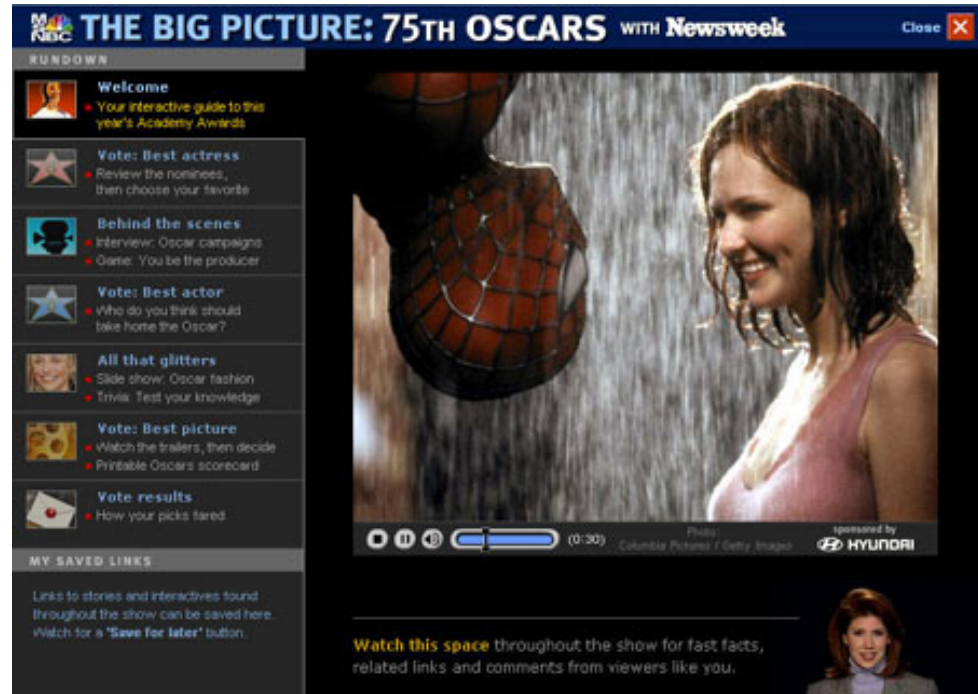 MSNBC THE BIG PICTURE: 75TH OSCARS WITH Newsweek
Close
RUNDOWN
Welcome
Your interactive guide to this
year's Academy Awards
Vote: Best actress
Review the nominees,
then choose your favorite
Behind the scenes
Interview: Oscar campaigns
Game: You be the producer
Vote: Best actor
Who do you think should
take home the Oscar?
All that glitters
Slide show: Oscar fashion
Trivia: Test your knowledge
Vote: Best picture
Watch the trailers, then decide
Printable Oscars scorecard
Vote results
How your picks fared
MY SAVED LINKS
Links to stories and interactives found
throughout the show can be saved here.
Watch for a 'Save for later' button.
(0:30)
Photo:
Columbia Pictures / Getty Images
sponsored by
HYUNDAI
Watch this space throughout the show for fast facts,
related links and comments from viewers like you.